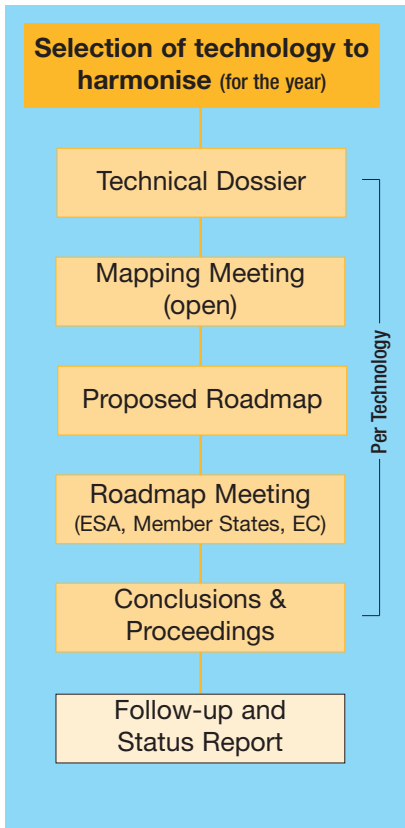 Selection of technology to
harmonise (for the year)
Technical Dossier
Mapping Meeting
(open)
Proposed Roadmap
Roadmap Meeting
(ESA, Member States, EC)
Conclusions &
Proceedings
Follow-up and
Status Report
Per Technology